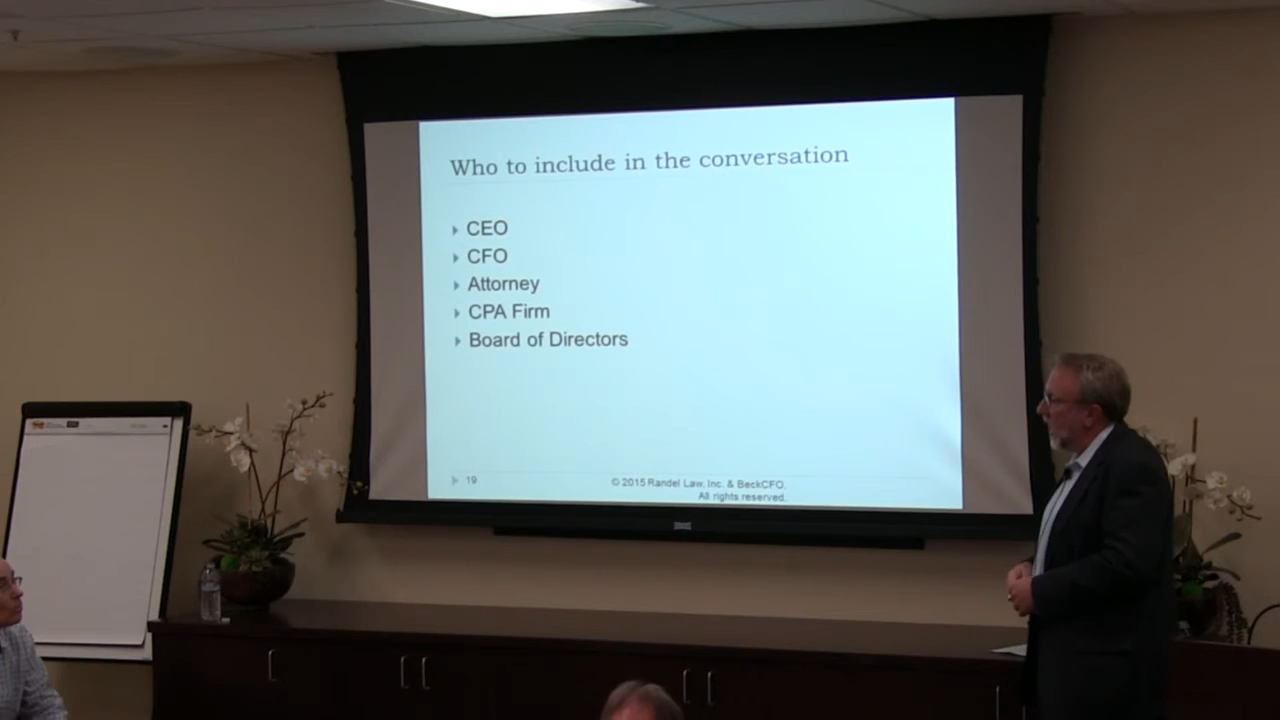 Who to include in the conversation
CEO
CFO
Attorney
CPA Firm
Board of Directors
19
© 2015 Randel Law, Inc. & BeckCFO.
All rights reserved.